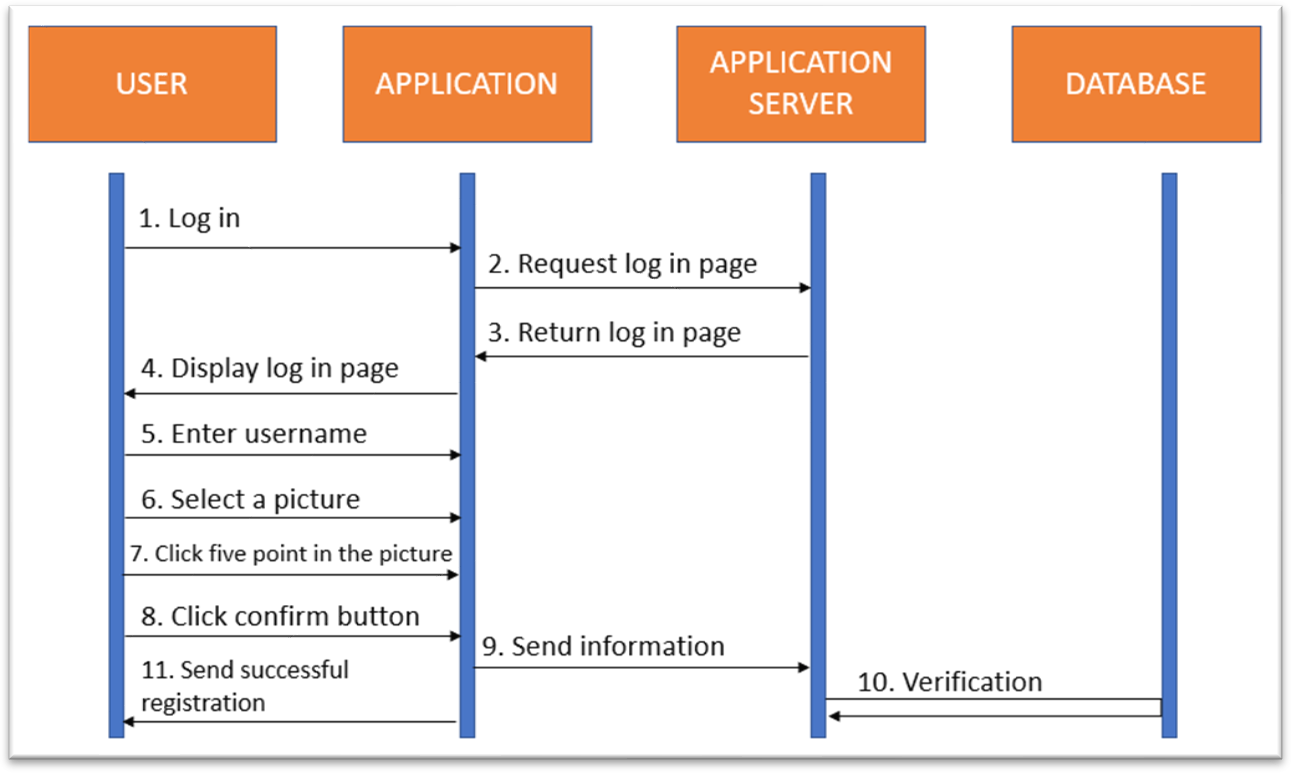 USER
APPLICATION
APPLICATION
SERVER
DATABASE
1. Log in
2. Request log in page
3. Return log in page
4. Display log in page
5. Enter username
6. Select a picture
7. Click five point in the picture
8. Click confirm button
9. Send information
11. Send successful
registration
10. Verification